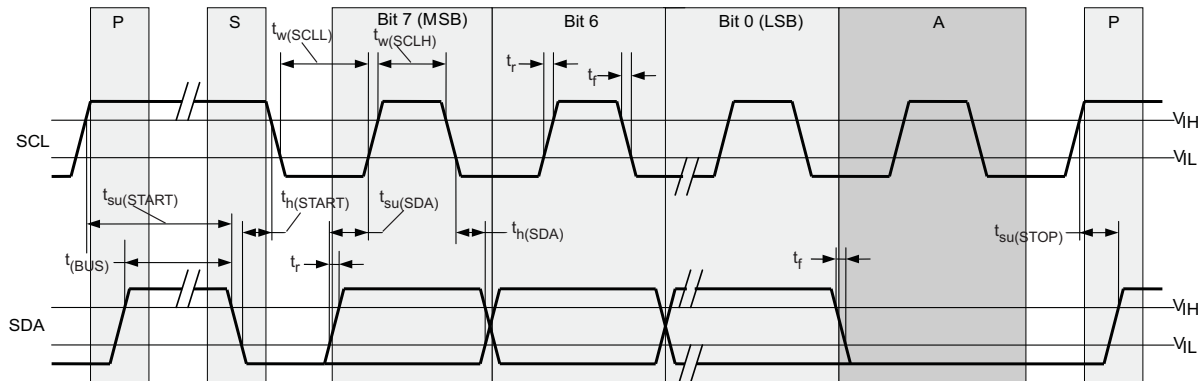 P
S
Bit 7 (MSB)
Bit 6
Bit 0 (LSB)
A
P
tw(SCLL)
tw(SCLH)
tr
tf
VIH
SCL
VIL
tsu(START)
th(START)
tsu(SDA)
th(SDA)
tsu(STOP)
t(BUS)
tr
tf
VIH
SDA
VIL